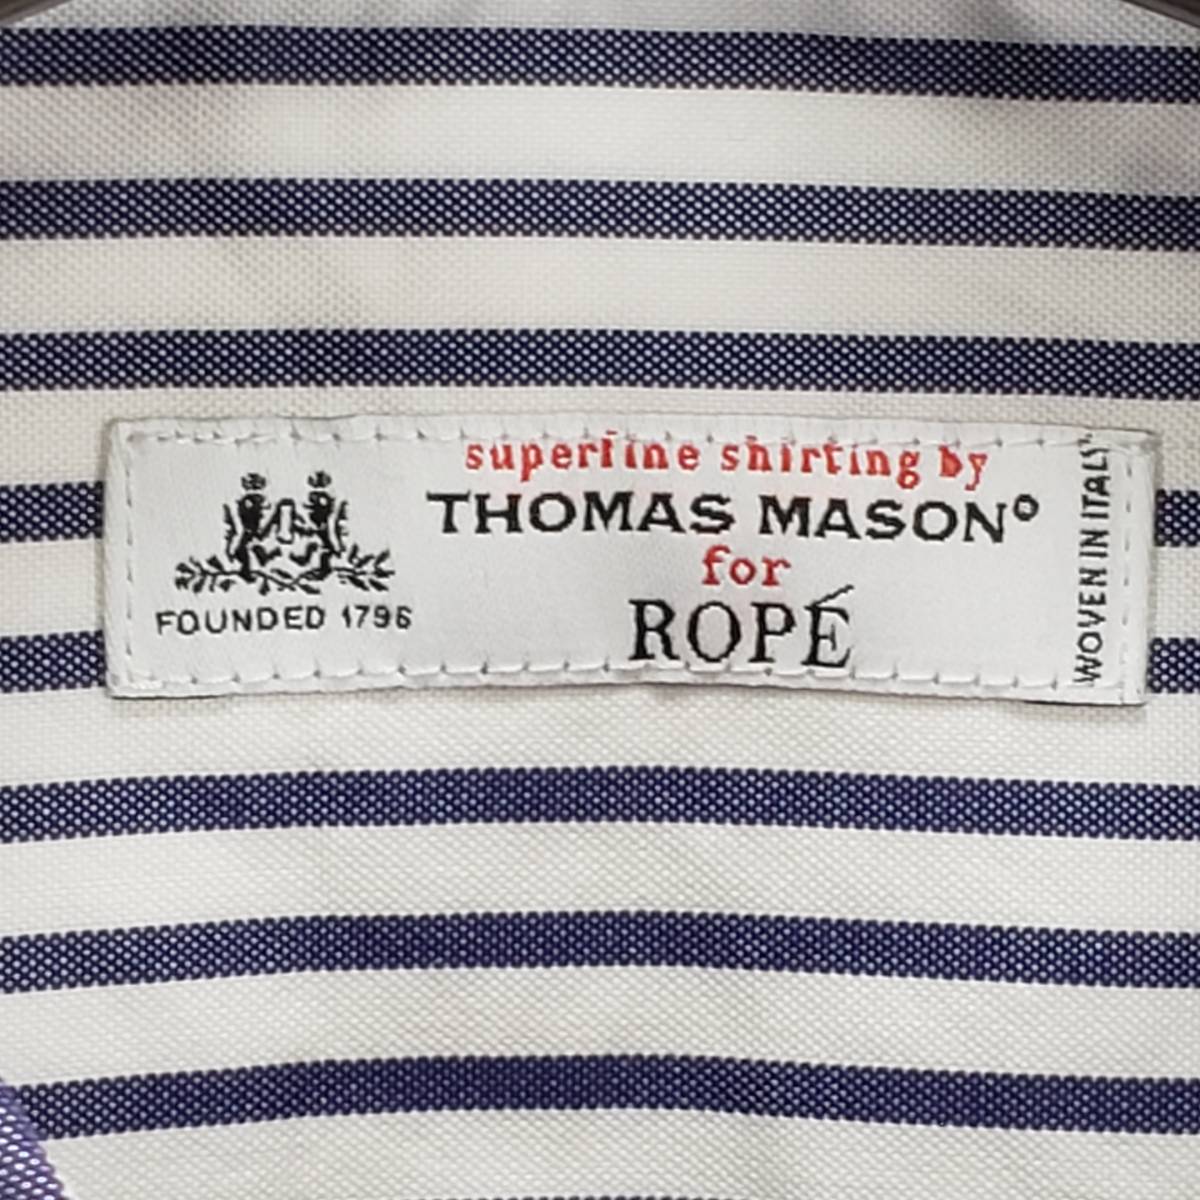 superfine shirting by
THOMAS MASON®
for
ROPÉ
FOUNDED 1796
WOVEN IN ITALY